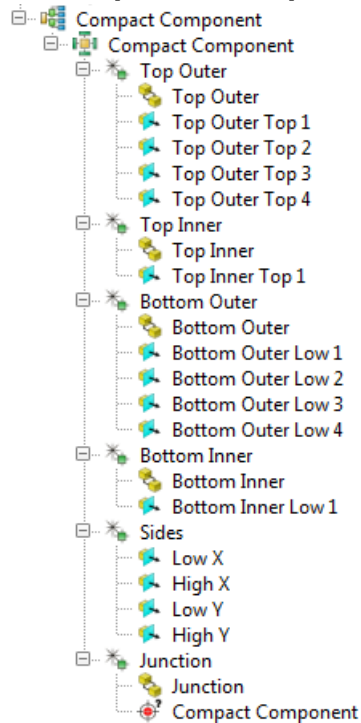 Compact Component
Compact Component
Top Outer
Top Outer
Top Outer Top 1
Top Outer Top 2
Top Outer Top 3
Top Outer Top 4
Top Inner
Top Inner
Top Inner Top 1
Bottom Outer
Bottom Outer
Bottom Outer Low 1
Bottom Outer Low 2
Bottom Outer Low 3
Bottom Outer Low 4
Bottom Inner
Bottom Inner
Bottom Inner Low 1
Sides
Low X
High X
Low Y
High Y
Junction
Junction
Compact Component